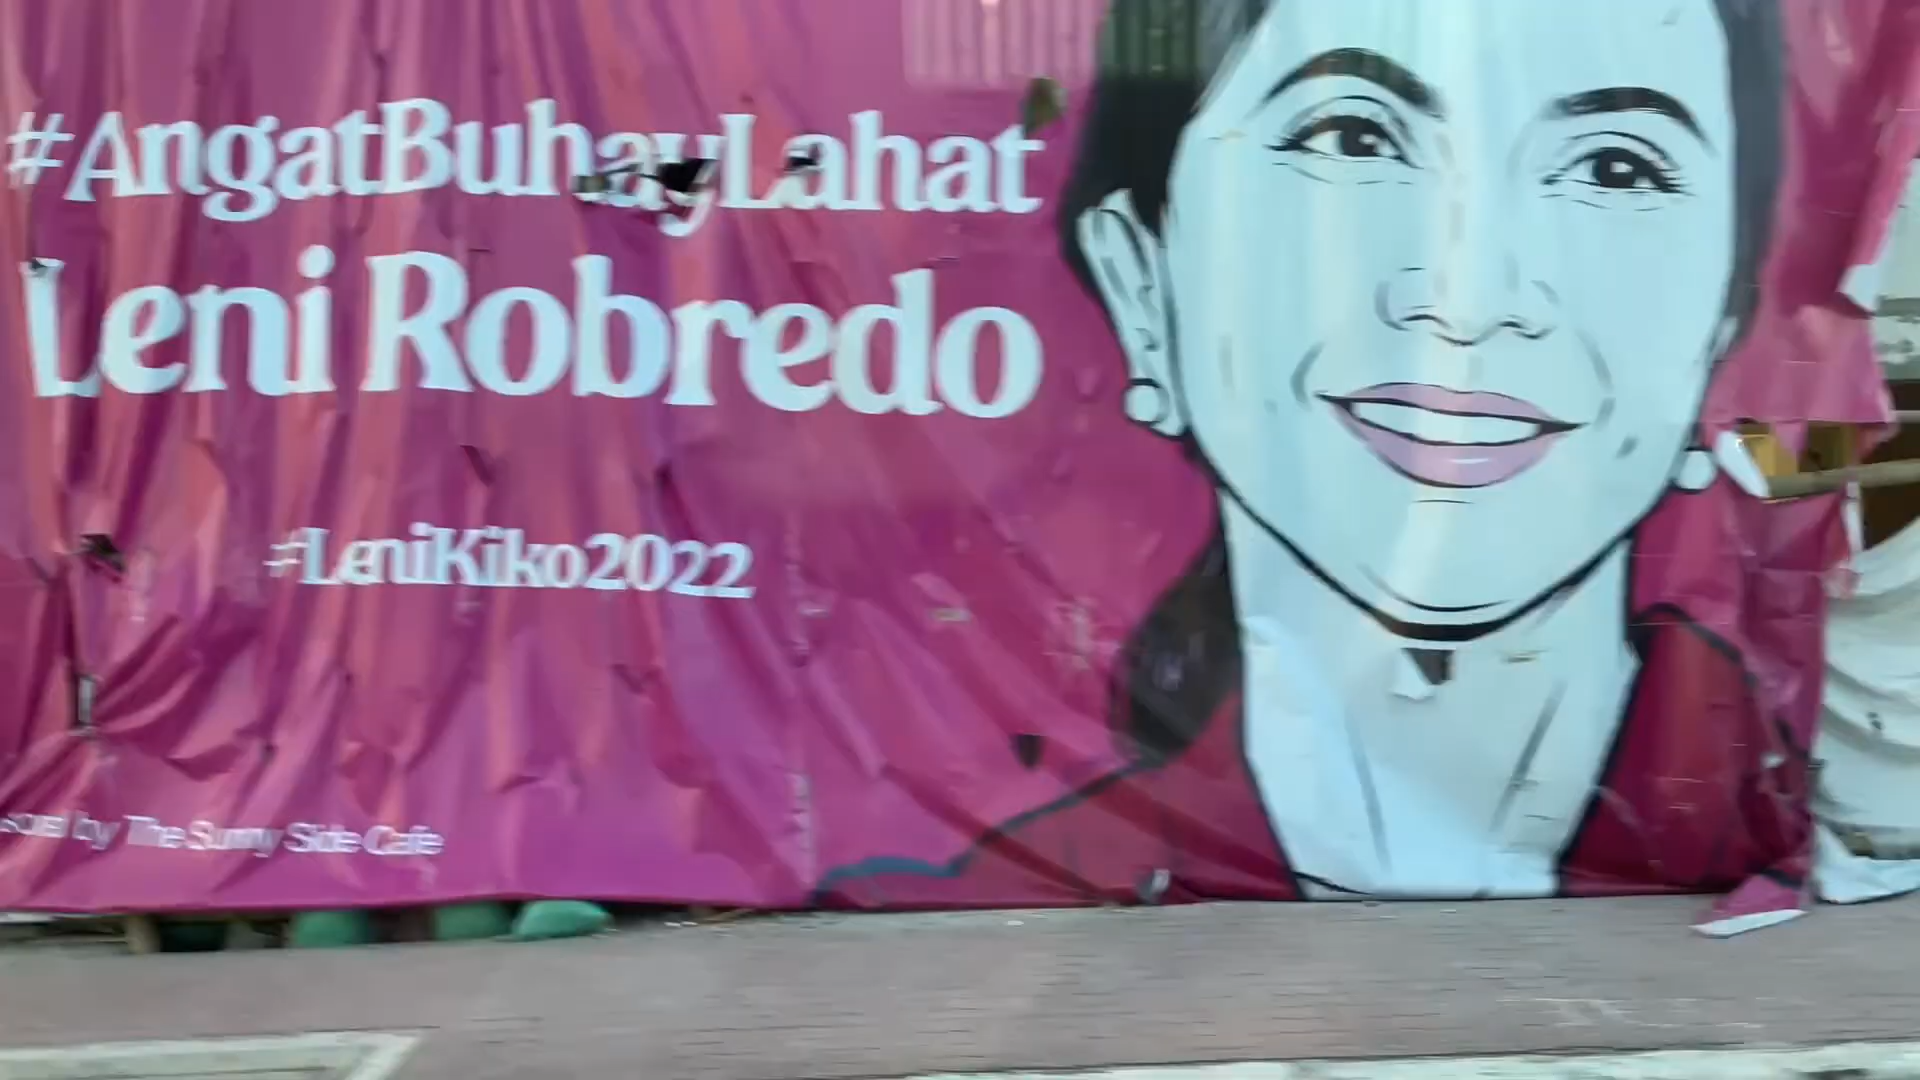 #AngatBuhayLahat
Leni Robredo
#LeniKiko2022
by The Sunny Side Cafe